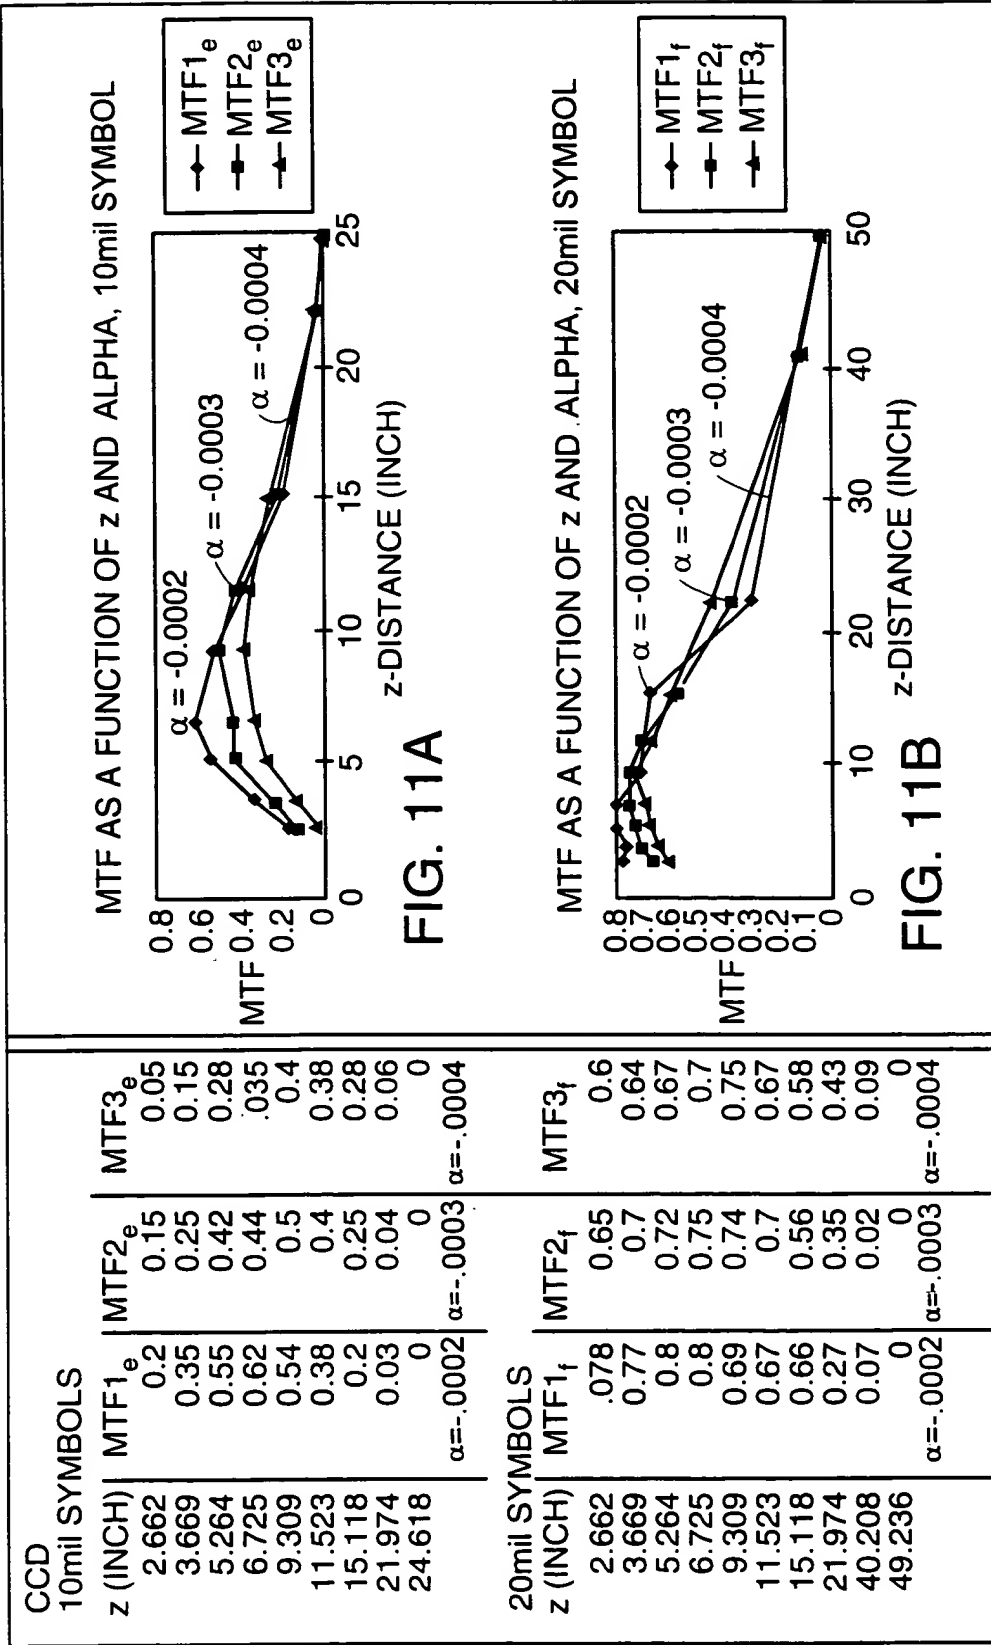 CCD
10mil SYMBOLS
z (INCH) MTF1e MTF2e MTF3e
2.662 0.2 0.15 0.05
3.669 0.35 0.25 0.15
5.264 0.55 0.42 0.28
6.725 0.62 0.44 .035
9.309 0.54 0.5 0.4
11.523 0.38 0.4 0.38
15.118 0.2 0.25 0.28
21.974 0.03 0.04 0.06
24.618 0 0 0
α=-.0002 α=-.0003 α=-.0004
20mil SYMBOLS
z (INCH) MTF1f MTF2f MTF3f
2.662 .078 0.65 0.6
3.669 0.77 0.7 0.64
5.264 0.8 0.72 0.67
6.725 0.8 0.75 0.7
9.309 0.69 0.74 0.75
11.523 0.67 0.7 0.67
15.118 0.66 0.56 0.58
21.974 0.27 0.35 0.43
40.208 0.07 0.02 0.09
49.236 0 0 0
α=-.0002 α=-.0003 α=-.0004
MTF AS A FUNCTION OF z AND ALPHA, 10mil SYMBOL
0.8
0.6
MTF 0.4
0.2
0
α = -0.0002
α = -0.0003
α = -0.0004
0 5 10 15 20 25
z-DISTANCE (INCH)
MTF1e
MTF2e
MTF3e
FIG. 11A
MTF AS A FUNCTION OF z AND ALPHA, 20mil SYMBOL
0.8
0.7
0.6
0.5
MTF 0.4
0.3
0.2
0.1
0
α = -0.0002
α = -0.0003
α = -0.0004
0 10 20 30 40 50
z-DISTANCE (INCH)
MTF1f
MTF2f
MTF3f
FIG. 11B